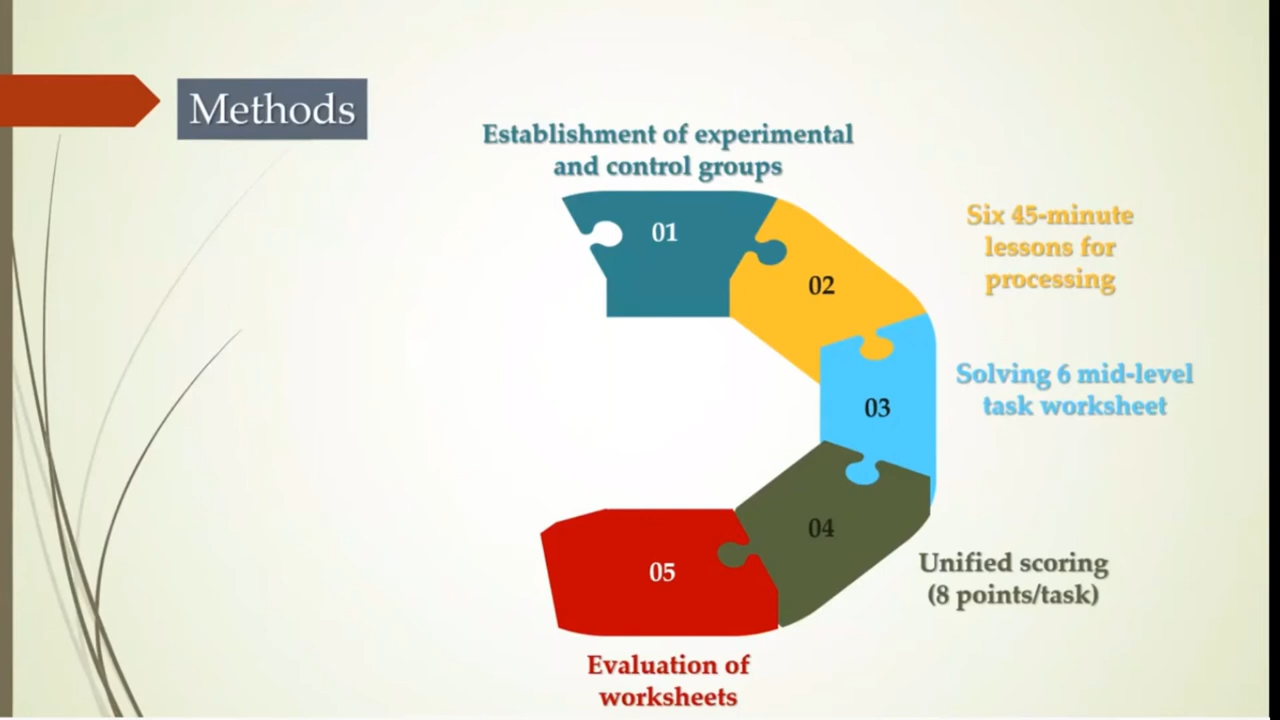 Methods
Establishment of experimental
and control groups
01
Six 45-minute
lessons for
processing
02
Solving 6 mid-level
task worksheet
03
04
Unified scoring
(8 points/task)
05
Evaluation of
worksheets